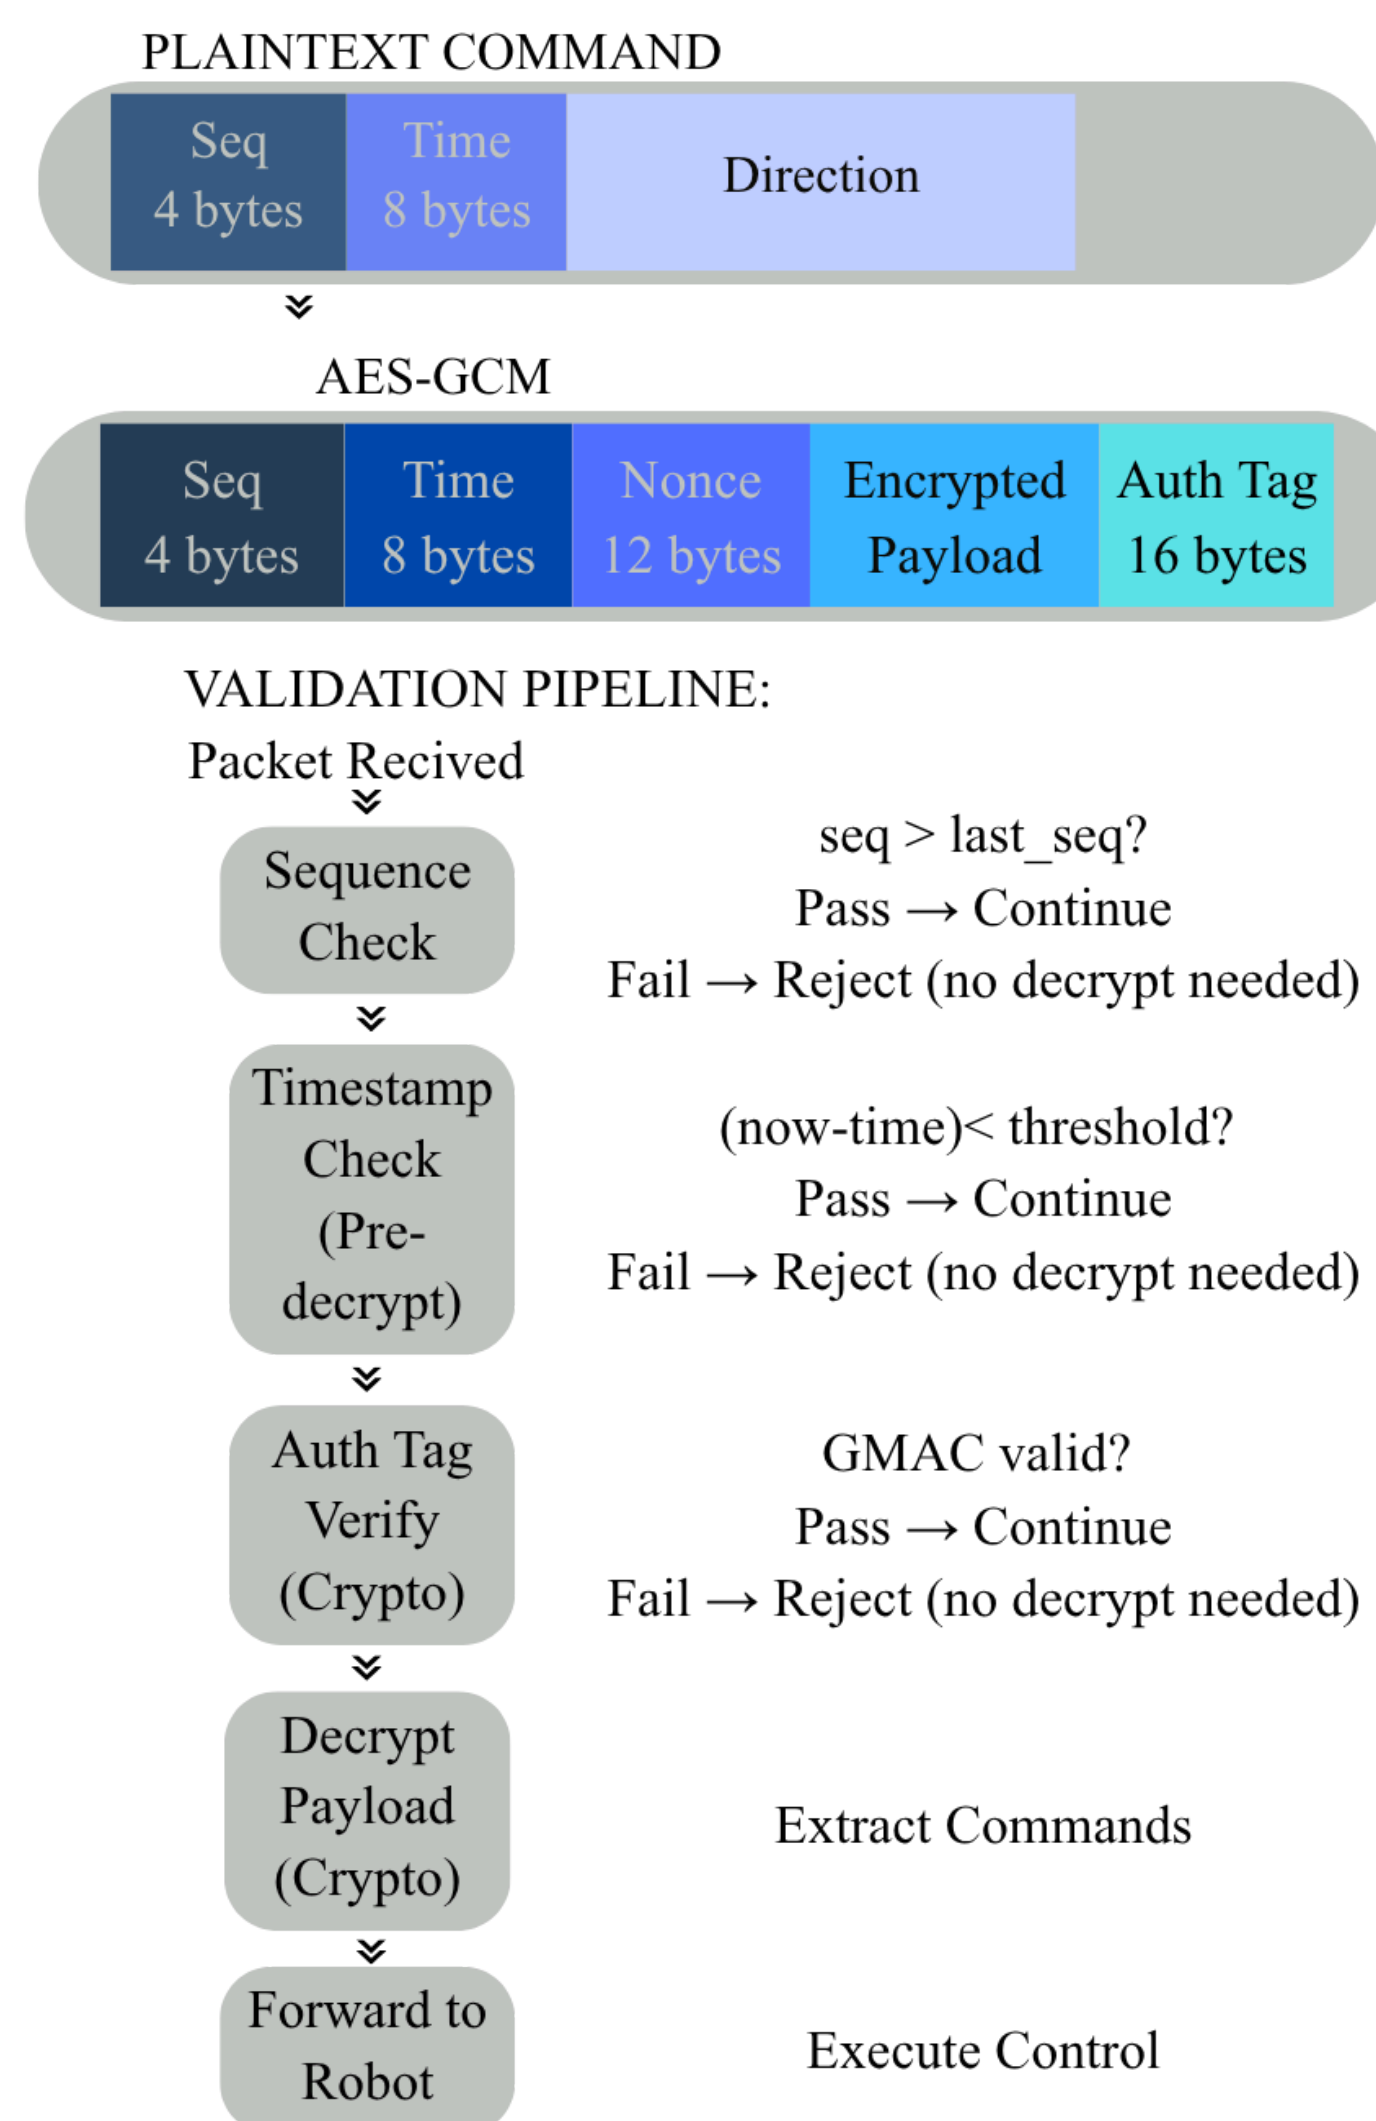 PLAINTEXT COMMAND
Seq
4 bytes
Time
8 bytes
Direction
AES-GCM
Seq
4 bytes
Time
8 bytes
Nonce
12 bytes
Encrypted
Payload
Auth Tag
16 bytes
VALIDATION PIPELINE:
Packet Recived
Sequence
Check
seq > last_seq?
Pass → Continue
Fail → Reject (no decrypt needed)
Timestamp
Check
(Pre-
decrypt)
(now-time)< threshold?
Pass → Continue
Fail → Reject (no decrypt needed)
Auth Tag
Verify
(Crypto)
GMAC valid?
Pass → Continue
Fail → Reject (no decrypt needed)
Decrypt
Payload
(Crypto)
Extract Commands
Forward to
Robot
Execute Control